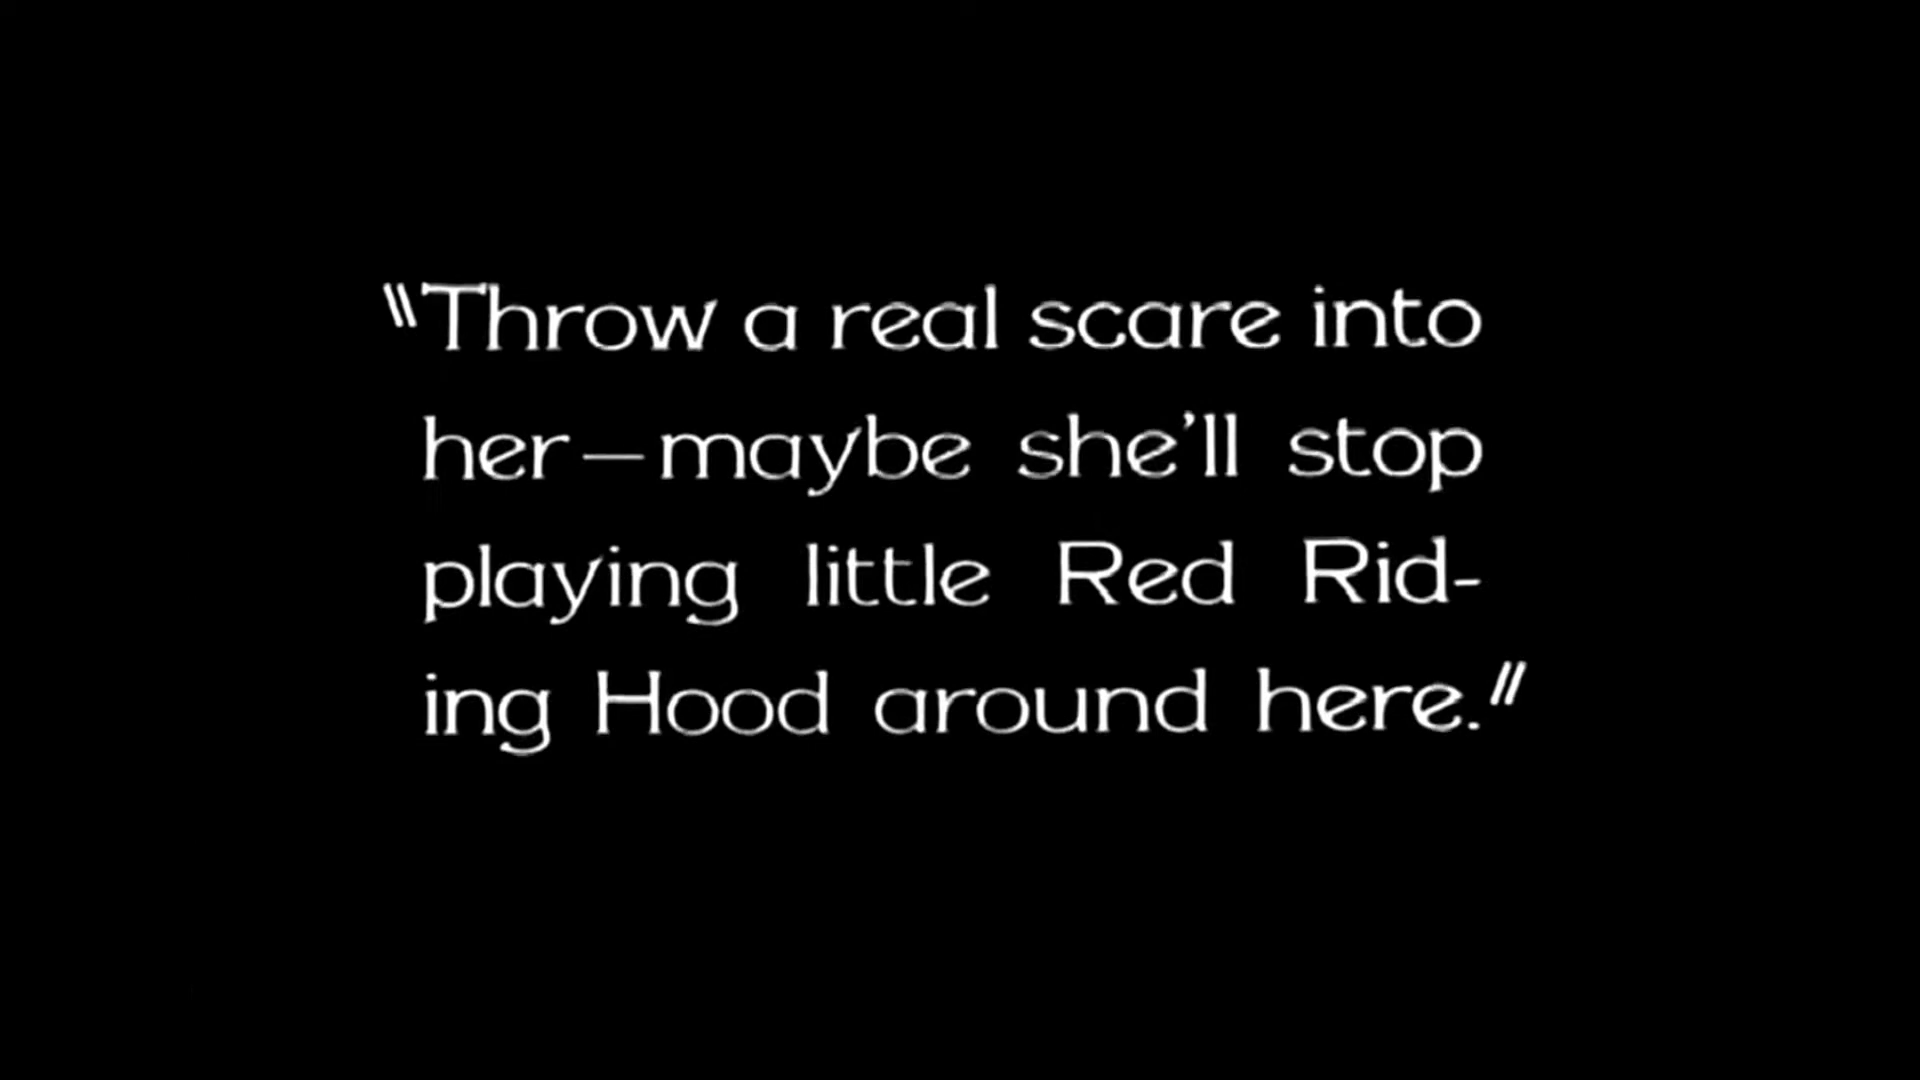 "Throw a real scare into
her—maybe she'll stop
playing little Red Rid-
ing Hood around here."